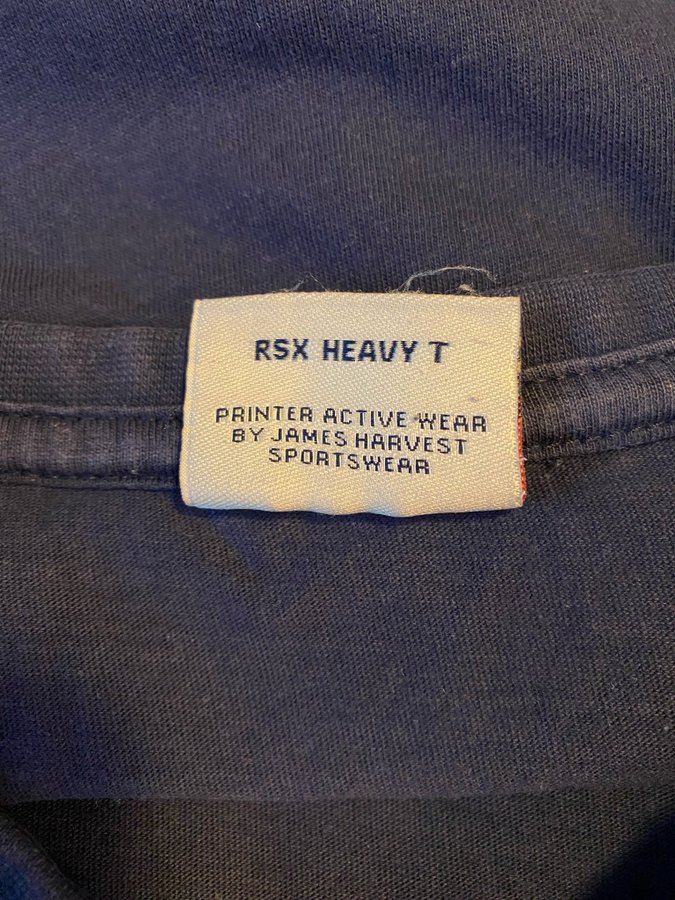 RSX HEAVY T
PRINTER ACTIVE WEAR
BY JAMES HARVEST
SPORTSWEAR